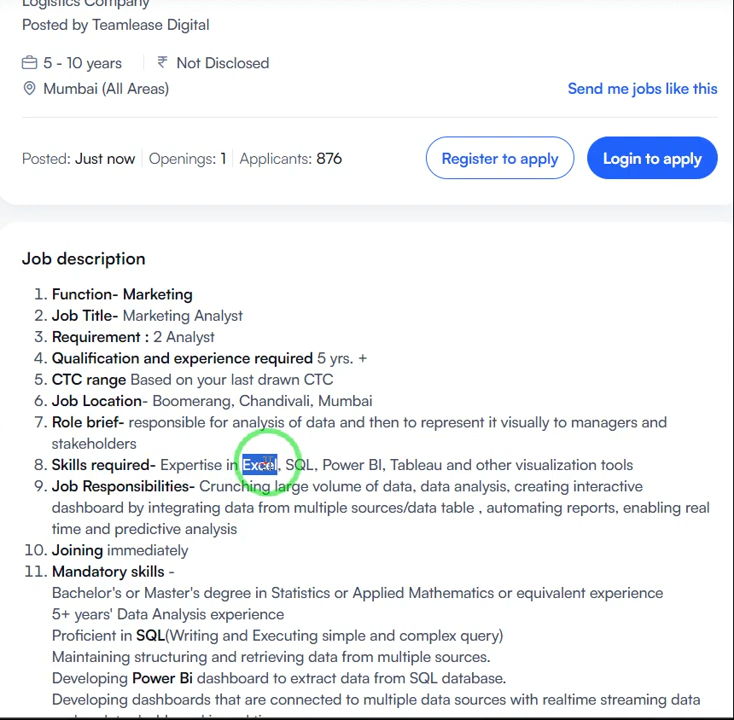 Logistics Company
Posted by Teamlease Digital
5 - 10 years ₹ Not Disclosed
Mumbai (All Areas) Send me jobs like this
Posted: Just now Openings: 1 Applicants: 876 Register to apply Login to apply
Job description
1. Function- Marketing
2. Job Title- Marketing Analyst
3. Requirement : 2 Analyst
4. Qualification and experience required 5 yrs. +
5. CTC range Based on your last drawn CTC
6. Job Location- Boomerang, Chandivali, Mumbai
7. Role brief- responsible for analysis of data and then to represent it visually to managers and
stakeholders
8. Skills required- Expertise in Excel, SQL, Power BI, Tableau and other visualization tools
9. Job Responsibilities- Crunching large volume of data, data analysis, creating interactive
dashboard by integrating data from multiple sources/data table , automating reports, enabling real
time and predictive analysis
10. Joining immediately
11. Mandatory skills -
Bachelor's or Master's degree in Statistics or Applied Mathematics or equivalent experience
5+ years' Data Analysis experience
Proficient in SQL(Writing and Executing simple and complex query)
Maintaining structuring and retrieving data from multiple sources.
Developing Power Bi dashboard to extract data from SQL database.
Developing dashboards that are connected to multiple data sources with realtime streaming data